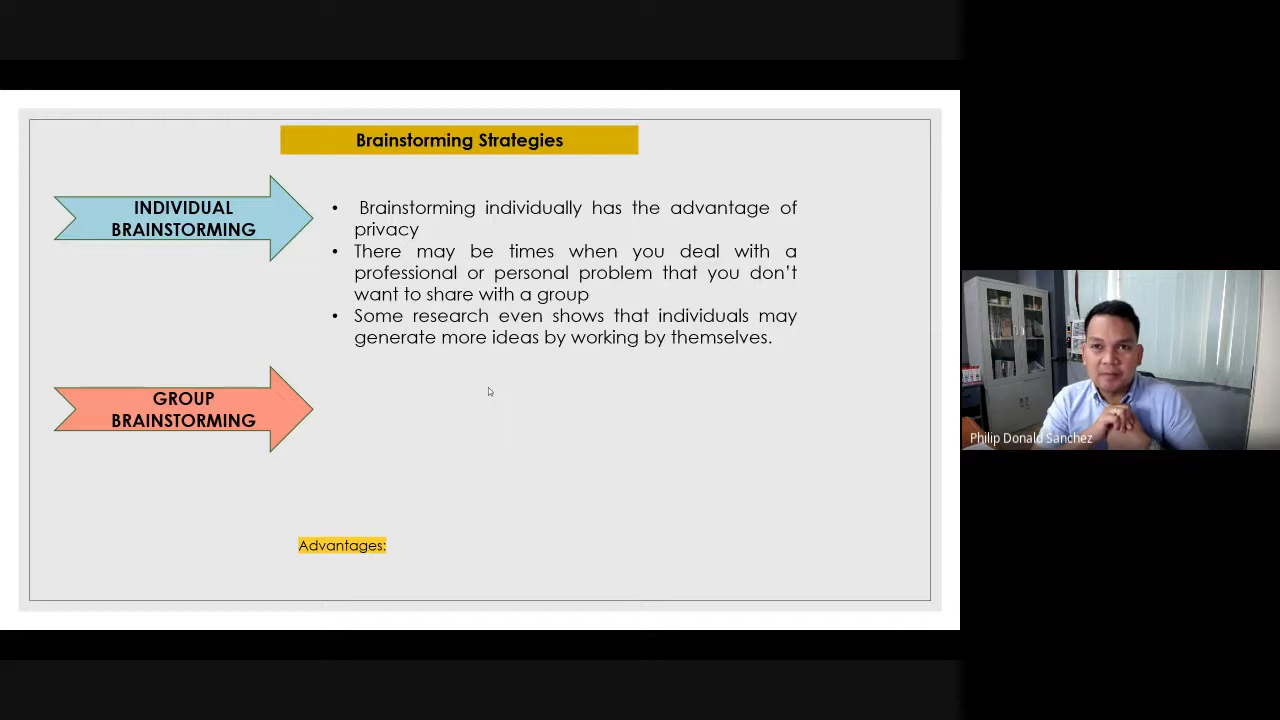 Brainstorming Strategies
INDIVIDUAL
BRAINSTORMING
• Brainstorming individually has the advantage of
privacy
• There may be times when you deal with a
professional or personal problem that you don't
want to share with a group
• Some research even shows that individuals may
generate more ideas by working by themselves.
GROUP
BRAINSTORMING
Advantages:
Philip Donald Sanchez